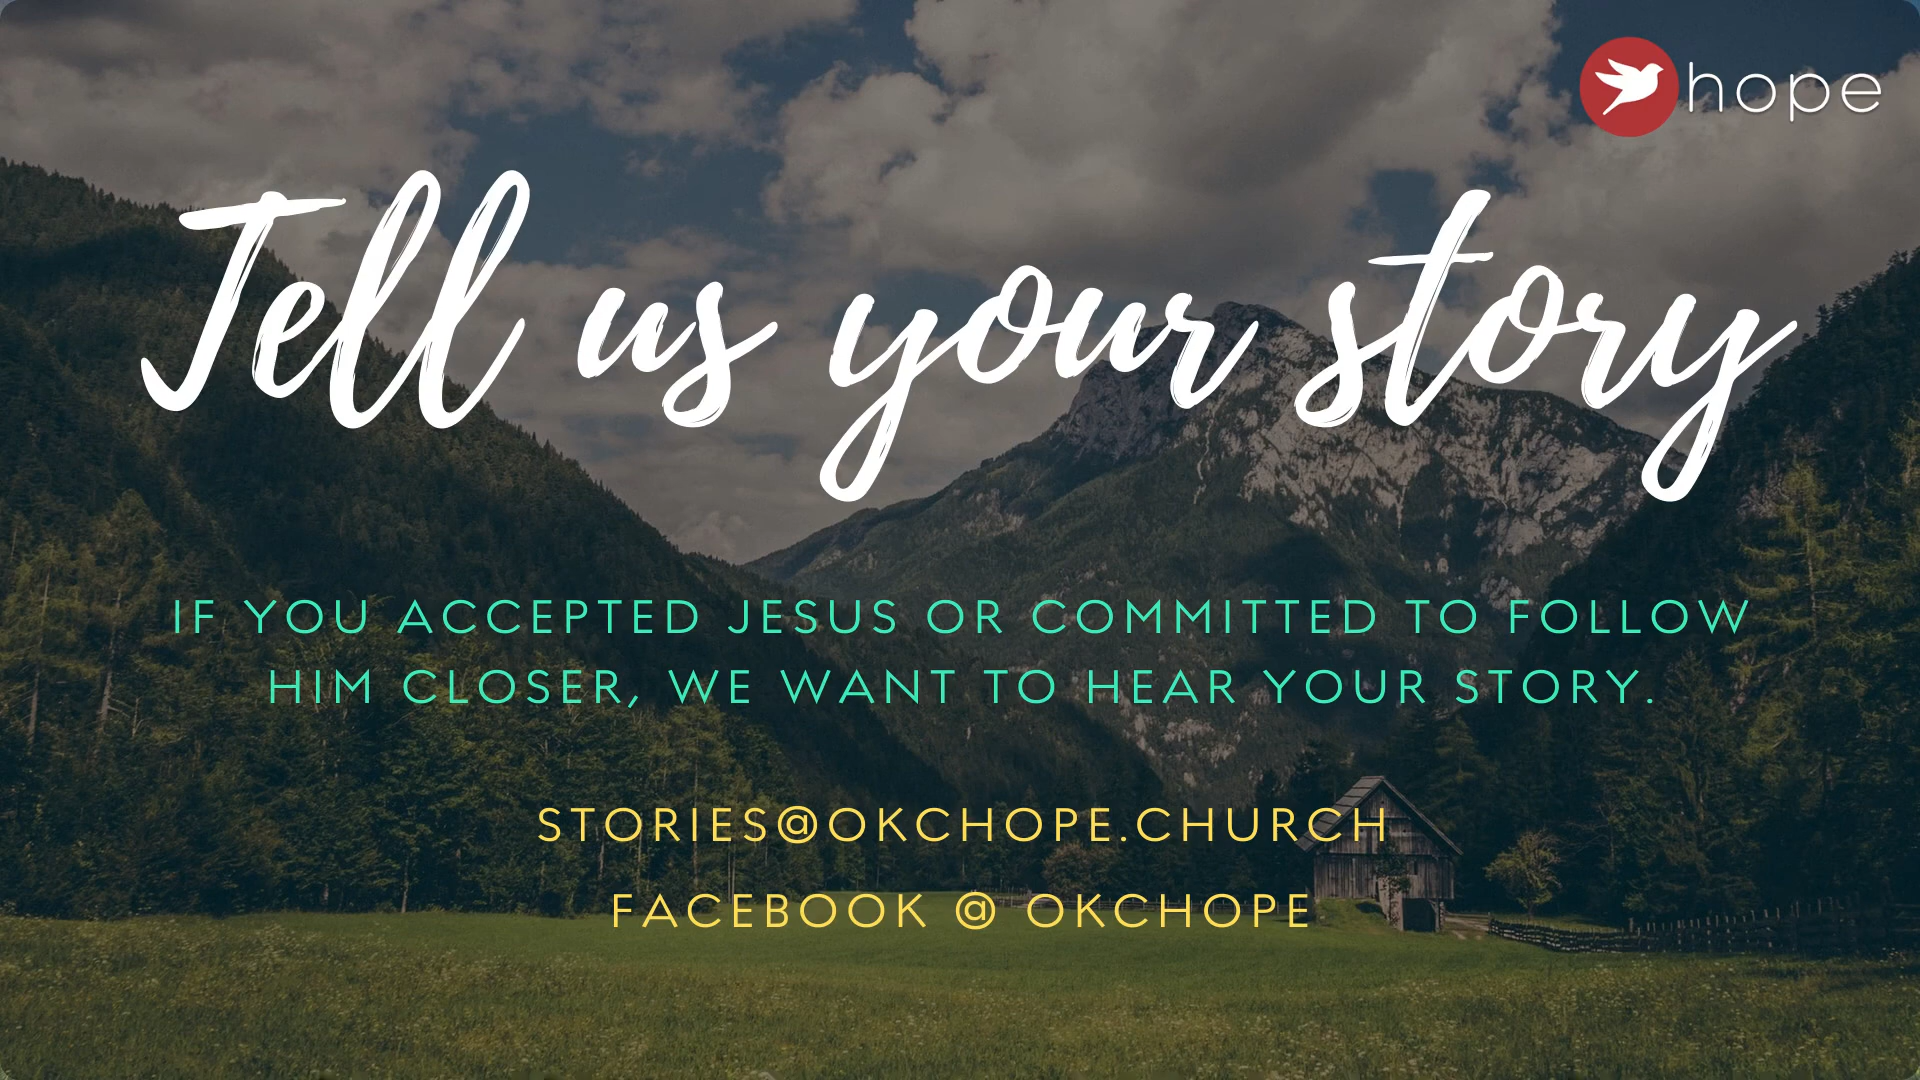 hope
Tell us your story
IF YOU ACCEPTED JESUS OR COMMITTED TO FOLLOW
HIM CLOSER, WE WANT TO HEAR YOUR STORY.
STORIES@OKCHOPE.CHURCH
FACEBOOK @ OKCHOPE